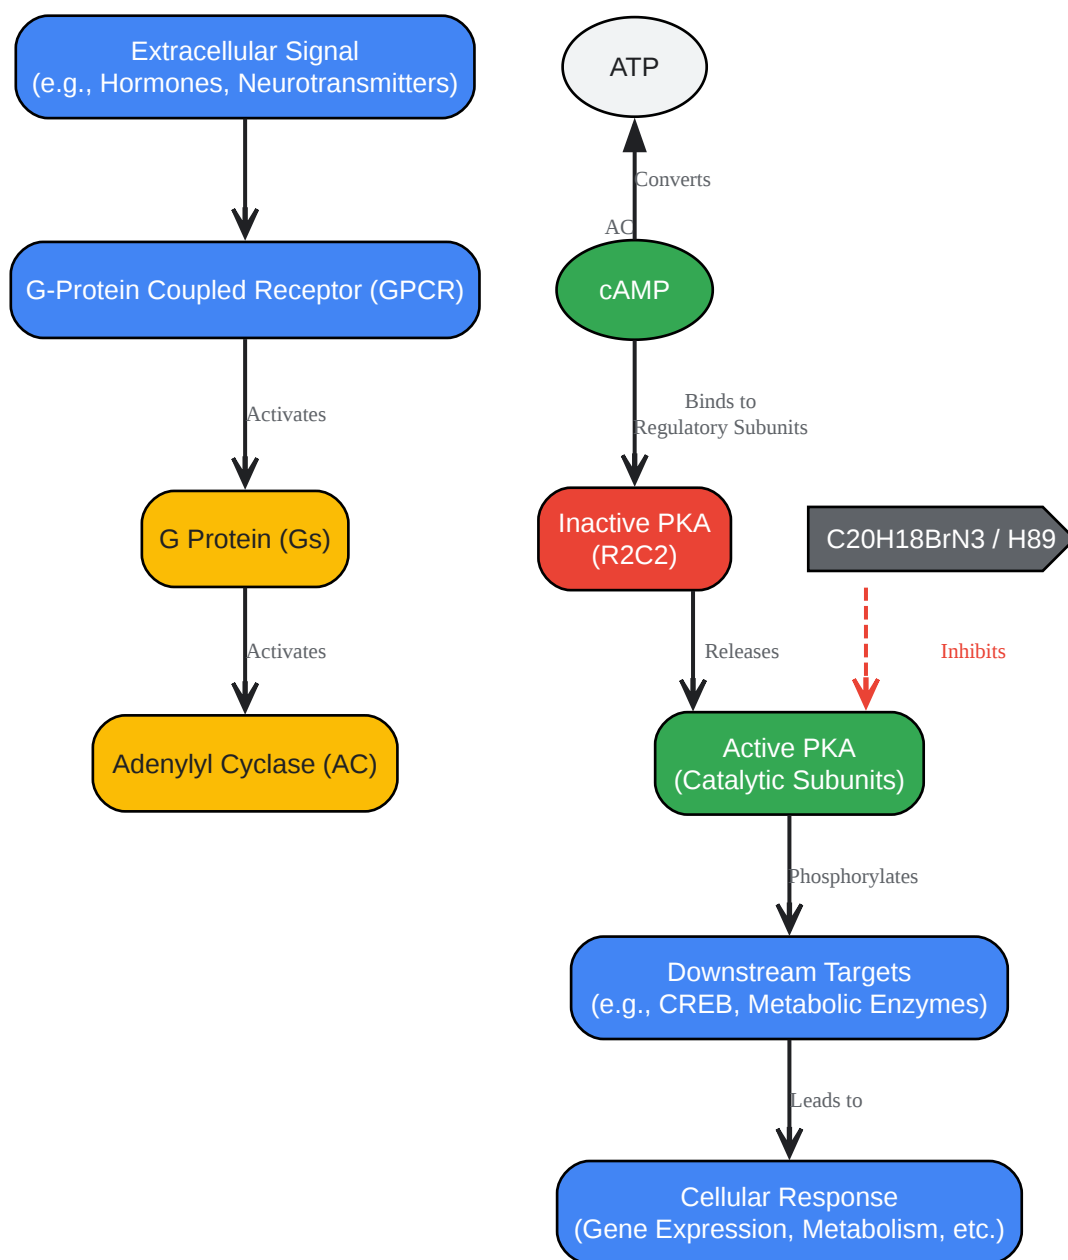 Extracellular Signal
(e.g., Hormones, Neurotransmitters)
G-Protein Coupled Receptor (GPCR)
Activates
G Protein (Gs)
Activates
Adenylyl Cyclase (AC)
ATP
Converts
AC
cAMP
Binds to
Regulatory Subunits
Inactive PKA
(R2C2)
C20H18BrN3 / H89
Releases
Inhibits
Active PKA
(Catalytic Subunits)
Phosphorylates
Downstream Targets
(e.g., CREB, Metabolic Enzymes)
Leads to
Cellular Response
(Gene Expression, Metabolism, etc.)